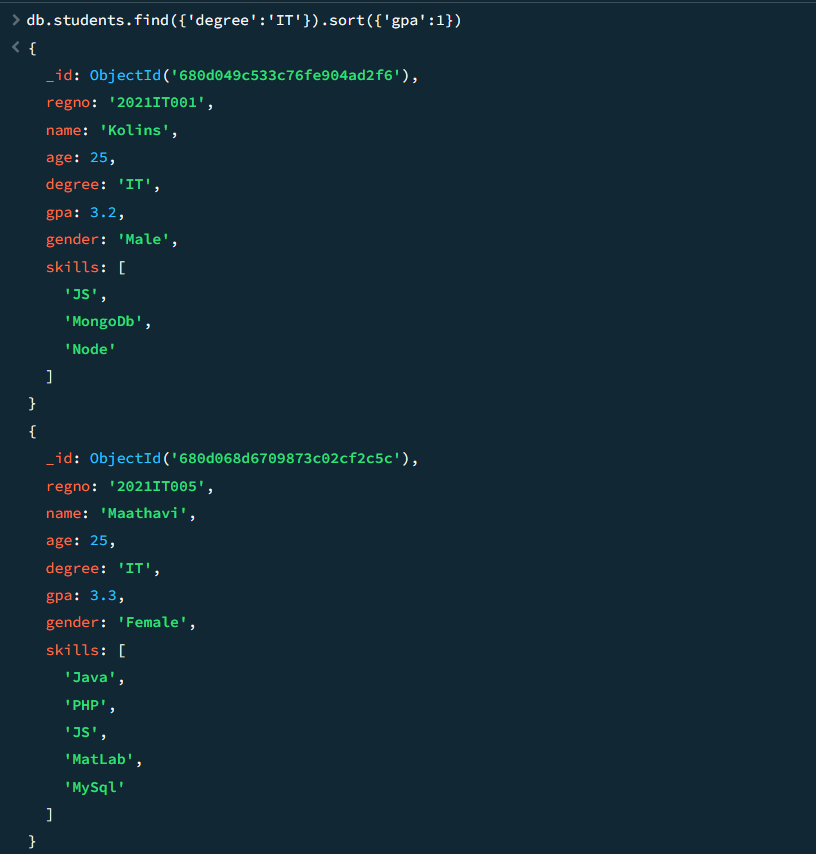 > db.students.find({'degree':'IT'}).sort({'gpa':1})
< {
_id: ObjectId('680d049c533c76fe904ad2f6'),
regno: '2021IT001',
name: 'Kolins',
age: 25,
degree: 'IT',
gpa: 3.2,
gender: 'Male',
skills: [
'JS',
'MongoDb',
'Node'
]
}
{
_id: ObjectId('680d068d6709873c02cf2c5c'),
regno: '2021IT005',
name: 'Maathavi',
age: 25,
degree: 'IT',
gpa: 3.3,
gender: 'Female',
skills: [
'Java',
'PHP',
'JS',
'MatLab',
'MySql'
]
}